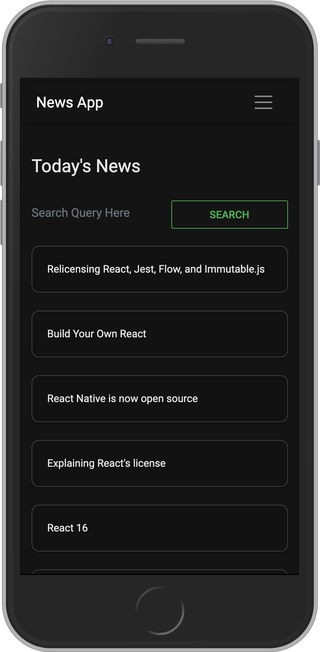 News App
Today's News
Search Query Here
SEARCH
Relicensing React, Jest, Flow, and Immutable.js
Build Your Own React
React Native is now open source
Explaining React's license
React 16